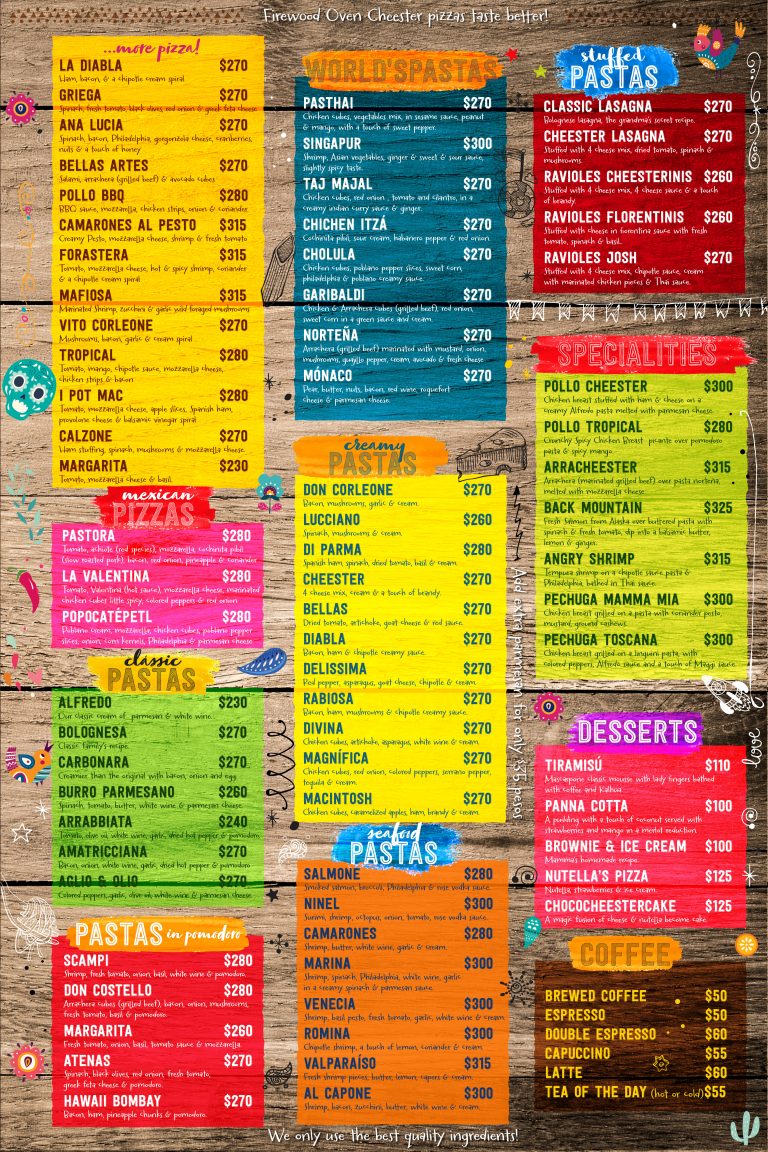 Firewood Oven Cheester pizzas taste better!
...more pizza!
LA DIABLA $270
Ham, bacon, & a chipotle cream spiral
GRIEGA $270
Spinach, fresh tomato, black olives, red onion & greek feta cheese
ANA LUCIA $270
Spinach, bacon, Philadelphia, gorgonzola cheese, cranberries,
nuts & a touch of honey
BELLAS ARTES $270
Salami, arrachera (grilled beef) & avocado cubes
POLLO BBQ $280
BBQ sauce, mozzarella, chicken strips, onion & coriander
CAMARONES AL PESTO $315
Creamy Pesto, mozzarella cheese, shrimp & fresh tomato
FORASTERA $315
Tomato, mozzarella cheese, hot & spicy shrimp, coriander
& a chipotle cream spiral
MAFIOSA $315
Marinated Shrimp, zucchini & garlic wild foraged mushrooms
VITO CORLEONE $270
Mushrooms, bacon, garlic & cream spiral
TROPICAL $280
Tomato, mango, chipotle sauce, mozzarella cheese,
chicken strips & bacon
I POT MAC $280
Tomato, mozzarella cheese, apple slices, Spanish ham,
provolone cheese & balsamic vinegar spiral
CALZONE $270
Ham stuffing, spinach, mushrooms & mozzarella cheese.
MARGARITA $230
Tomato, mozzarella cheese & basil
mexican
PIZZAS
PASTORA $280
Tomato, achiote (red species), mozzarella, cochinita pibil
(slow roasted pork), bacon, red onion, pineapple & coriander
LA VALENTINA $280
Tomato, Valentina (hot sauce), mozzarella cheese, marinated
chicken cubes little spicy, colored peppers & red onion
POPOCATÉPETL $280
Poblano cream, mozzarella, chicken cubes, poblano pepper
slices, onion, corn kernels, Philadelphia & parmesan cheese
classic
PASTAS
ALFREDO $230
Our classic cream of parmesan & white wine.
BOLOGNESA $270
Classic family's recipe.
CARBONARA $270
Creamier than the original with bacon, onion and egg
BURRO PARMESANO $260
Spinach, tomato, butter, white wine & parmesan cheese
ARRABBIATA $240
Tomato, olive oil, white wine, garlic, dried hot pepper & pomodoro
AMATRICCIANA $270
Bacon, onion, white wine, garlic, dried hot pepper & pomodoro
AGLIO & OLIO $270
Colored peppers, garlic, olive oil, white wine & parmesan cheese
PASTAS in pomodoro
SCAMPI $280
Shrimp, fresh tomato, onion, basil, white wine & pomodoro.
DON COSTELLO $280
Arrachera cubes (grilled beef), bacon, onion, mushrooms,
fresh tomato, basil & pomodoro.
MARGARITA $260
Fresh tomato, onion, basil, tomato sauce & mozzarella.
ATENAS $270
Spinach, black olives, red onion, fresh tomato,
greek feta cheese & pomodoro.
HAWAII BOMBAY $270
Bacon, ham, pineapple chunks & pomodoro.
WORLD'SPASTAS
PASTHAI $270
Chicken cubes, vegetables mix, in sesame sauce, peanut
& mango, with a touch of sweet pepper.
SINGAPUR $300
Shrimp, Asian vegetables, ginger & sweet & sour sauce,
slightly spicy taste.
TAJ MAJAL $270
Chicken cubes, red onion , tomato and cilantro, in a
creamy indian curry sauce & ginger.
CHICHEN ITZÁ $270
Cochinita pibil, sour cream, habanero pepper & red onion.
CHOLULA $270
Chicken cubes, poblano pepper slices, sweet corn,
philadelphia & poblano creamy sauce.
GARIBALDI $270
Chicken & Arrachera cubes (grilled beef), red onion,
sweet corn in a green sauce and cream.
NORTEÑA $270
Arrachera (grilled beef) marinated with mustard, onion,
mushrooms, guajillo pepper, cream, avocado & fresh cheese.
MÓNACO $270
Pear, butter, nuts, bacon, red wine, roquefort
cheese & parmesan cheese.
creamy
PASTAS
DON CORLEONE $270
Bacon, mushrooms, garlic & cream.
LUCCIANO $260
Spinach, mushrooms & cream.
DI PARMA $280
Spanish ham, spinach, dried tomato, basil & cream.
CHEESTER $270
4 cheese mix, cream & a touch of brandy.
BELLAS $270
Dried tomato, artichoke, goat cheese & red sauce.
DIABLA $270
Bacon, ham & chipotle creamy sauce.
DELISSIMA $270
Red pepper, asparagus, goat cheese, chipotle & cream.
RABIOSA $270
Bacon, ham, mushrooms & chipotle creamy sauce.
DIVINA $270
Chicken cubes, artichoke, asparagus, white wine & cream.
MAGNÍFICA $270
Chicken cubes, red onion, colored peppers, serrano pepper,
tequila & cream.
MACINTOSH $270
Chicken cubes, caramelized apples, ham, brandy & cream.
seafood
PASTAS
SALMONE $280
Smoked salmon, broccoli, Philadelphia & rose vodka sauce.
NINEL $300
Surimi, shrimp, octopus, onion, tomato, rose vodka sauce.
CAMARONES $280
Shrimp, butter, white wine, garlic & cream.
MARINA $300
Shrimp, spinach, Philadelphia, white wine, garlic
in a creamy spinach & parmesan sauce.
VENECIA $300
Shrimp, basil pesto, fresh tomato, garlic, white wine & cream
ROMINA $300
Chipotle shrimp, a touch of lemon, coriander & cream
VALPARAÍSO $315
Fresh shrimp pieces, butter, lemon, capers & cream
AL CAPONE $300
Shrimp, bacon, zucchini, butter, white wine & cream.
stuffed
PASTAS
CLASSIC LASAGNA $270
Bolognese lasagna, the grandma's secret recipe.
CHEESTER LASAGNA $270
Stuffed with 4 cheese mix, dried tomato, spinach &
mushrooms.
RAVIOLES CHEESTERINIS $260
Stuffed with 4 cheese mix, 4 cheese sauce & a touch
of brandy.
RAVIOLES FLORENTINIS $260
Stuffed with cheese in fiorentina sauce with fresh
tomato, spinach & basil.
RAVIOLES JOSH $270
Stuffed with 4 cheese mix, chipotle sauce, cream
with marinated chicken pieces & Thai sauce.
SPECIALITIES
POLLO CHEESTER $300
Chicken breast stuffed with ham & cheese on a
creamy Alfredo pasta melted with parmesan cheese.
POLLO TROPICAL $280
Crunchy Spicy Chicken Breast picante over pomodoro
pasta & spicy mango.
ARRACHEESTER $315
Arrachera (marinated grilled beef) over pasta norteña,
melted with mozzarella cheese
BACK MOUNTAIN $325
Fresh Salmon from Alaska over buttered pasta with
spinach & fresh tomato, dip into a balsamic butter,
lemon & ginger.
ANGRY SHRIMP $315
Tempura shrimp on a chipotle sauce pasta &
Philadelphia, bathed in Thai sauce.
PECHUGA MAMMA MIA $300
Chicken breast grilled on a pasta with coriander pesto,
mustard, ground cashews.
PECHUGA TOSCANA $300
Chicken breast grilled on a linguini pasta, with
colored peppers, Alfredo sauce and a touch of Maggi sauce.
love
DESSERTS
TIRAMISÚ $110
Mascarpone classic mousse with lady fingers bathed
with coffee and Kalhua.
PANNA COTTA $100
A pudding with a touch of coconut served with
strawberries and mango in a merlot reduction.
BROWNIE & ICE CREAM $100
Mamma's homemade recipe.
NUTELLA'S PIZZA $125
Nutella, strawberries & ice cream.
CHOCOCHEESTERCAKE $125
A magic fusion of cheese & nutella become cake.
COFFEE
BREWED COFFEE $50
ESPRESSO $50
DOUBLE ESPRESSO $60
CAPUCCINO $55
LATTE $60
TEA OF THE DAY (hot or cold) $55
We only use the best quality ingredients!